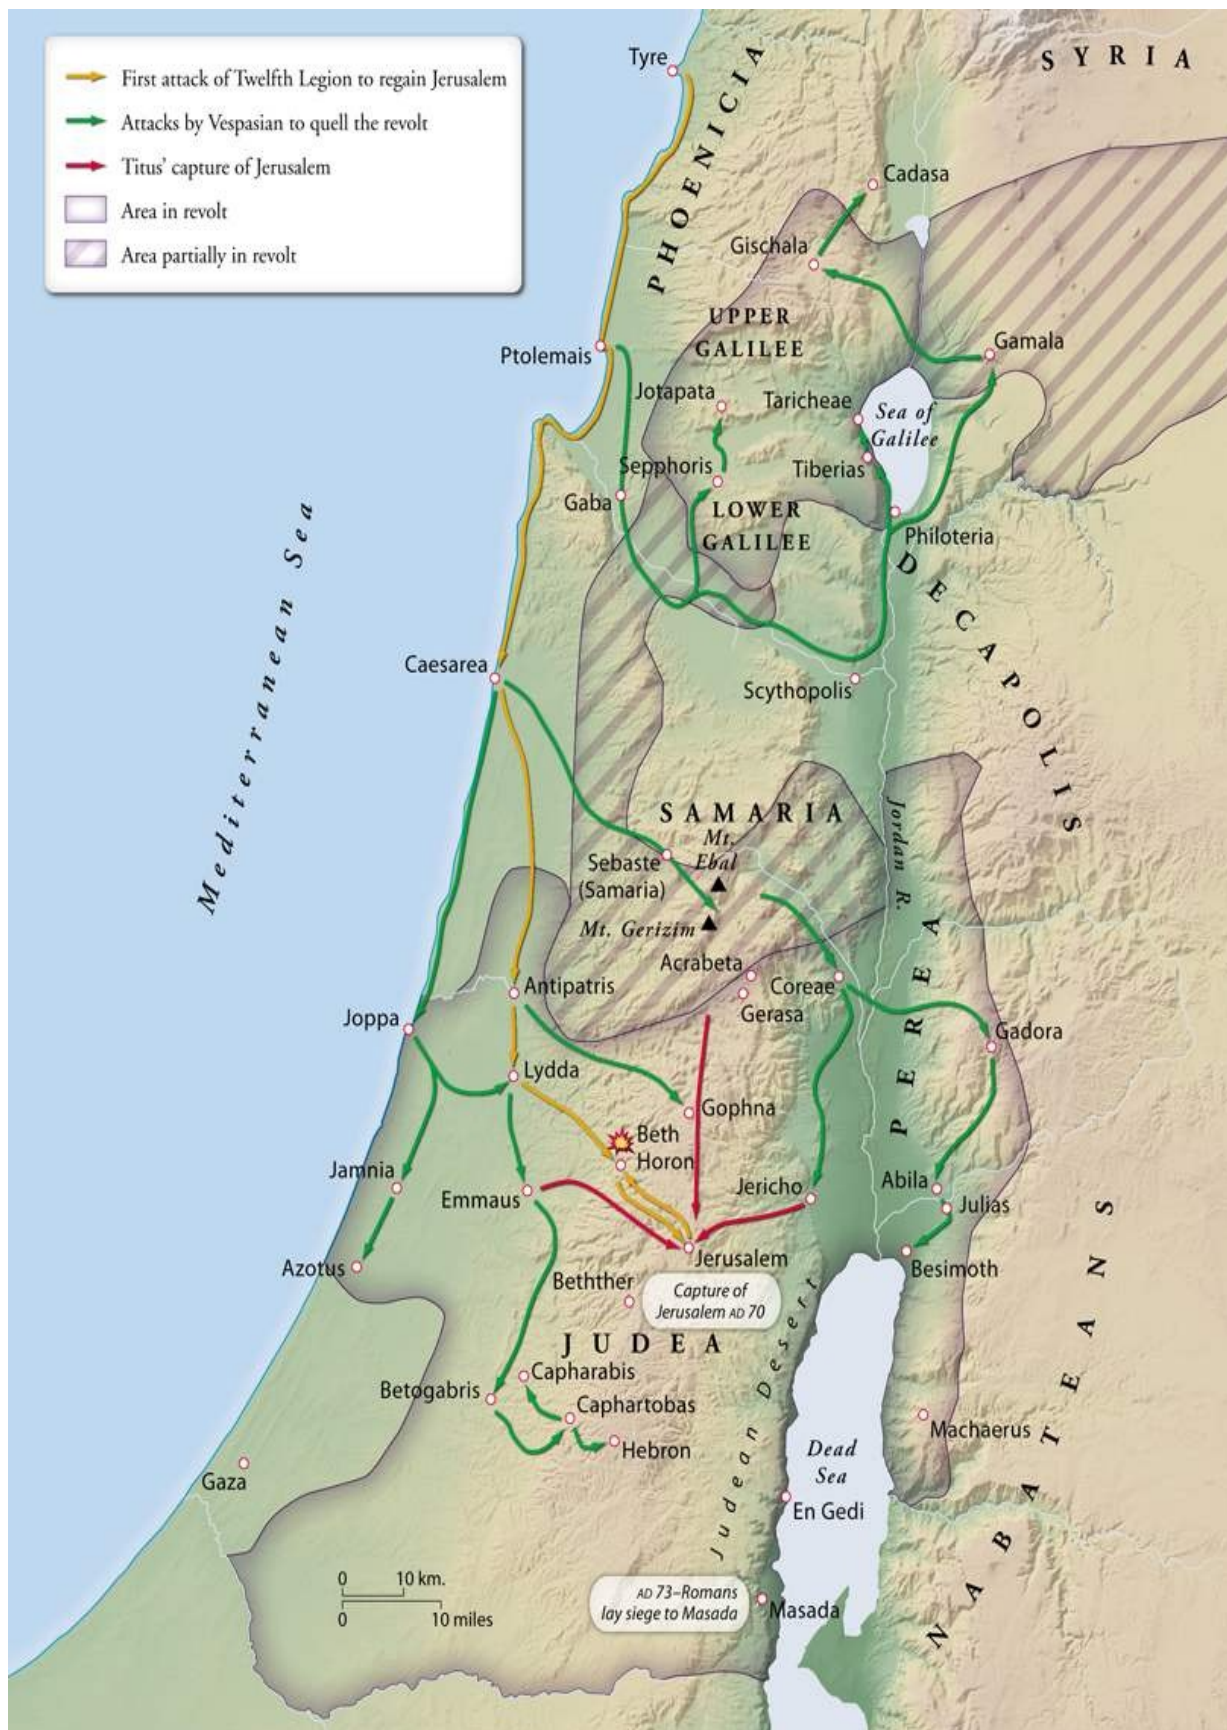 First attack of Twelfth Legion to regain Jerusalem
Attacks by Vespasian to quell the revolt
Titus' capture of Jerusalem
Area in revolt
Area partially in revolt
Tyre
SYRIA
PHOENICIA
Cadasa
Gischala
UPPER
GALILEE
Gamala
Ptolemais
Jotapata
Taricheae
Sea of
Galilee
Sepphoris
Tiberias
Gaba
LOWER
GALILEE
Philoteria
DECAPOLIS
Mediterranean Sea
Caesarea
Scythopolis
SAMARIA
Mt.
Ebal
Jordan R.
Sebaste
(Samaria)
Mt. Gerizim
PEREA
Acrabeta
Antipatris
Coreae
Gerasa
Joppa
Gadora
Lydda
Gophna
Beth
Horon
Jamnia
Emmaus
Jericho
Abila
Julias
Jerusalem
Azotus
Besimoth
Bethther
Capture of
Jerusalem AD 70
JUDEA
Judean Desert
NABATEANS
Capharabis
Betogabris
Caphartobas
Machaerus
Hebron
Dead
Sea
Gaza
En Gedi
0 10 km.
0 10 miles
AD 73–Romans
lay siege to Masada
Masada